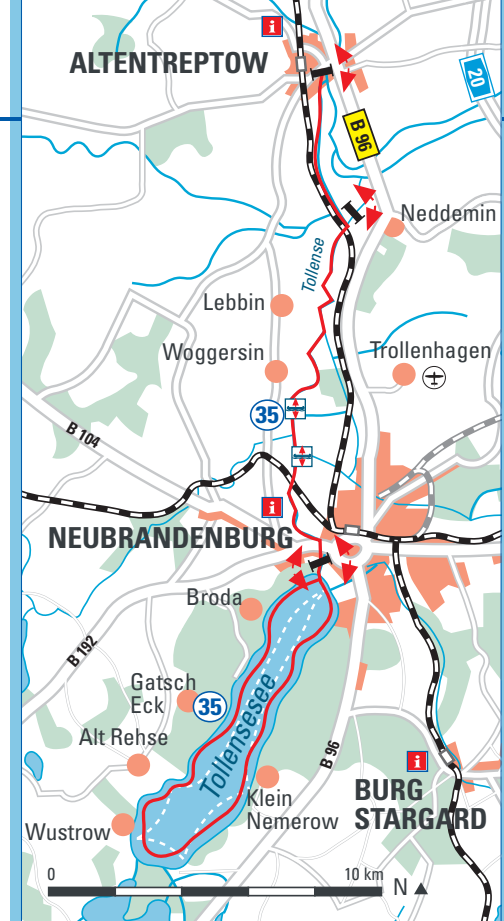 i
ALTENTREPTOW
20
B 96
Neddemin
Tollense
Lebbin
Woggersin
Trollenhagen
35
B 104
i
NEUBRANDENBURG
Broda
B 192
Gatsch
Eck
35
Tollensesee
Alt Rehse
B 96
i
Klein
Nemerow
BURG
STARGARD
Wustrow
0
10 km
N